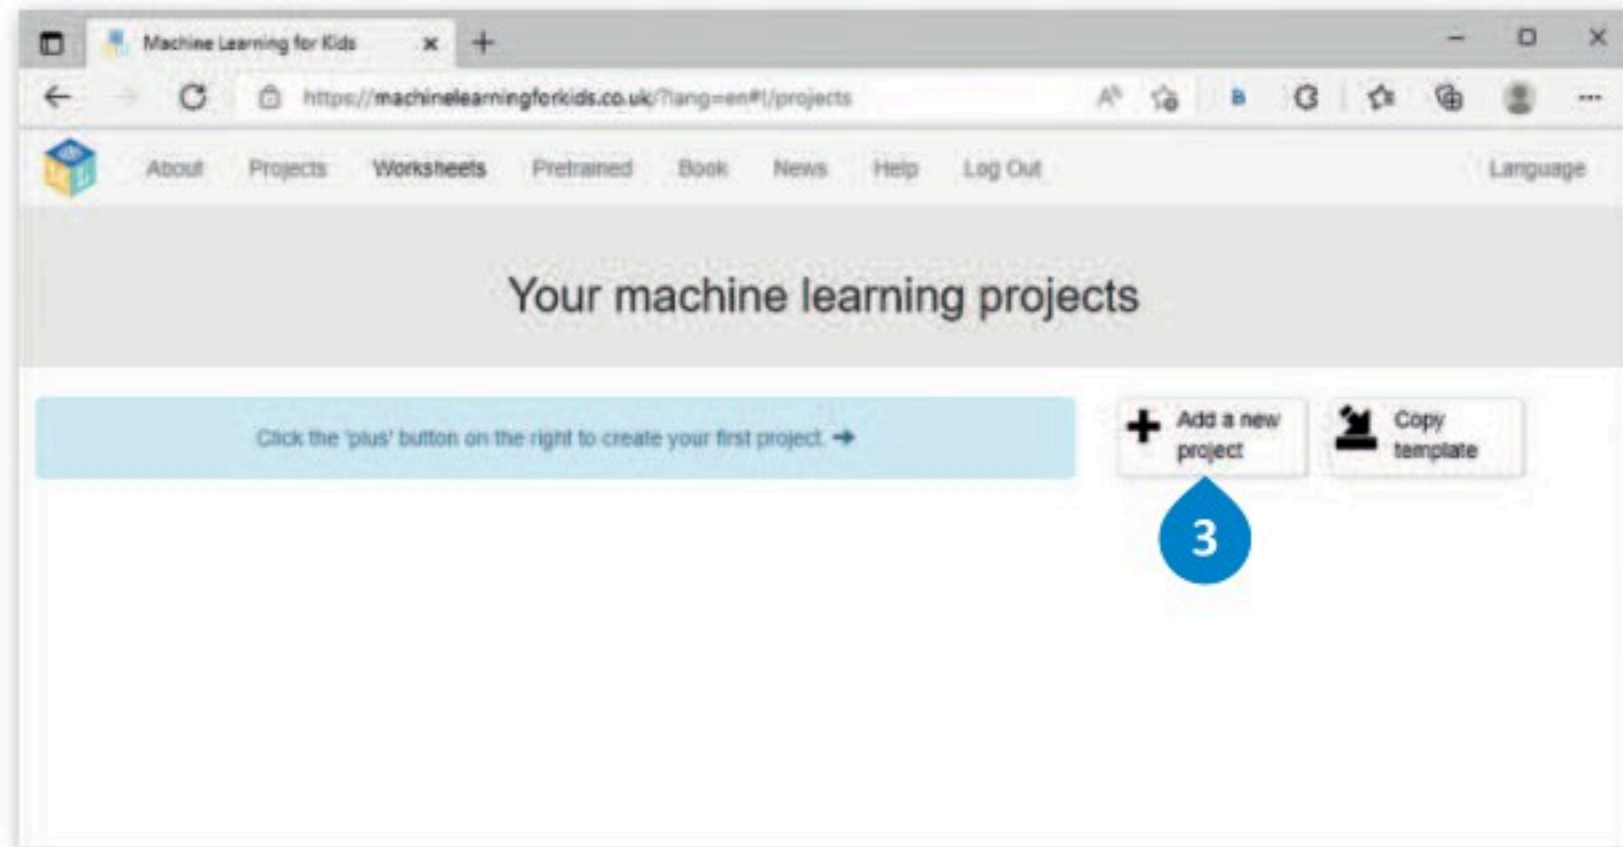 Machine Learning for Kids
https://machinelearningforkids.co.uk/?lang=en#!/projects
About Projects Worksheets Pretrained Book News Help Log Out Language
Your machine learning projects
Click the 'plus' button on the right to create your first project.
Add a new
project
Copy
template
3